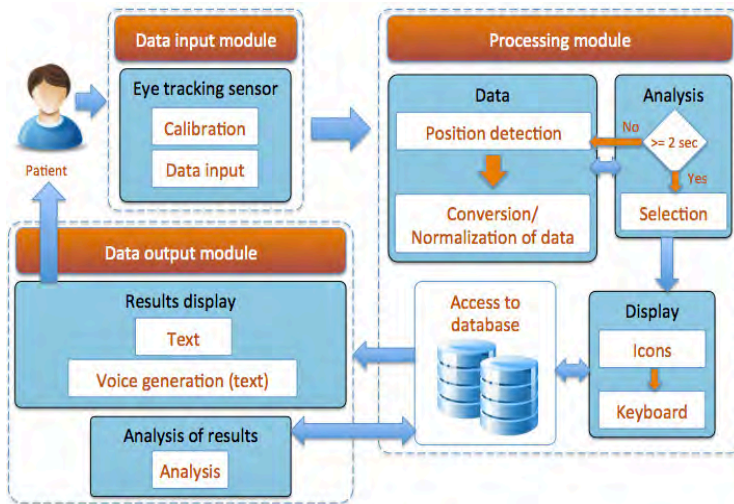 Data input module
Eye tracking sensor
Calibration
Data input
Patient
Processing module
Data
Position detection
Conversion/
Normalization of data
Analysis
No
>= 2 sec
Yes
Selection
Data output module
Results display
Text
Voice generation (text)
Analysis of results
Analysis
Access to
database
Display
Icons
Keyboard